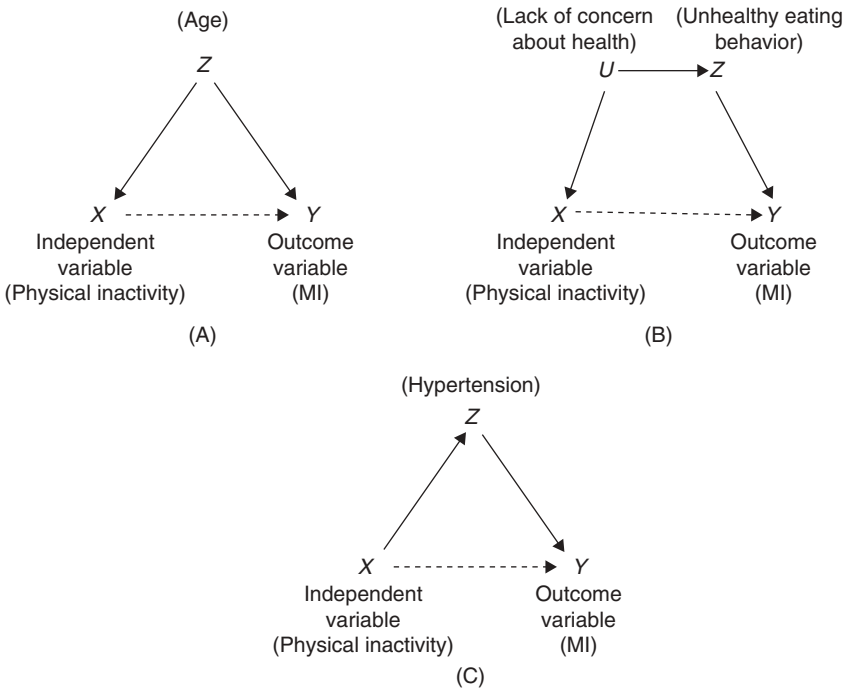 (Age)
Z
X
Y
Independent
variable
(Physical inactivity)
Outcome
variable
(MI)
(A)
(Lack of concern
about health)
(Unhealthy eating
behavior)
U
Z
X
Y
Independent
variable
(Physical inactivity)
Outcome
variable
(MI)
(B)
(Hypertension)
Z
X
Y
Independent
variable
(Physical inactivity)
Outcome
variable
(MI)
(C)